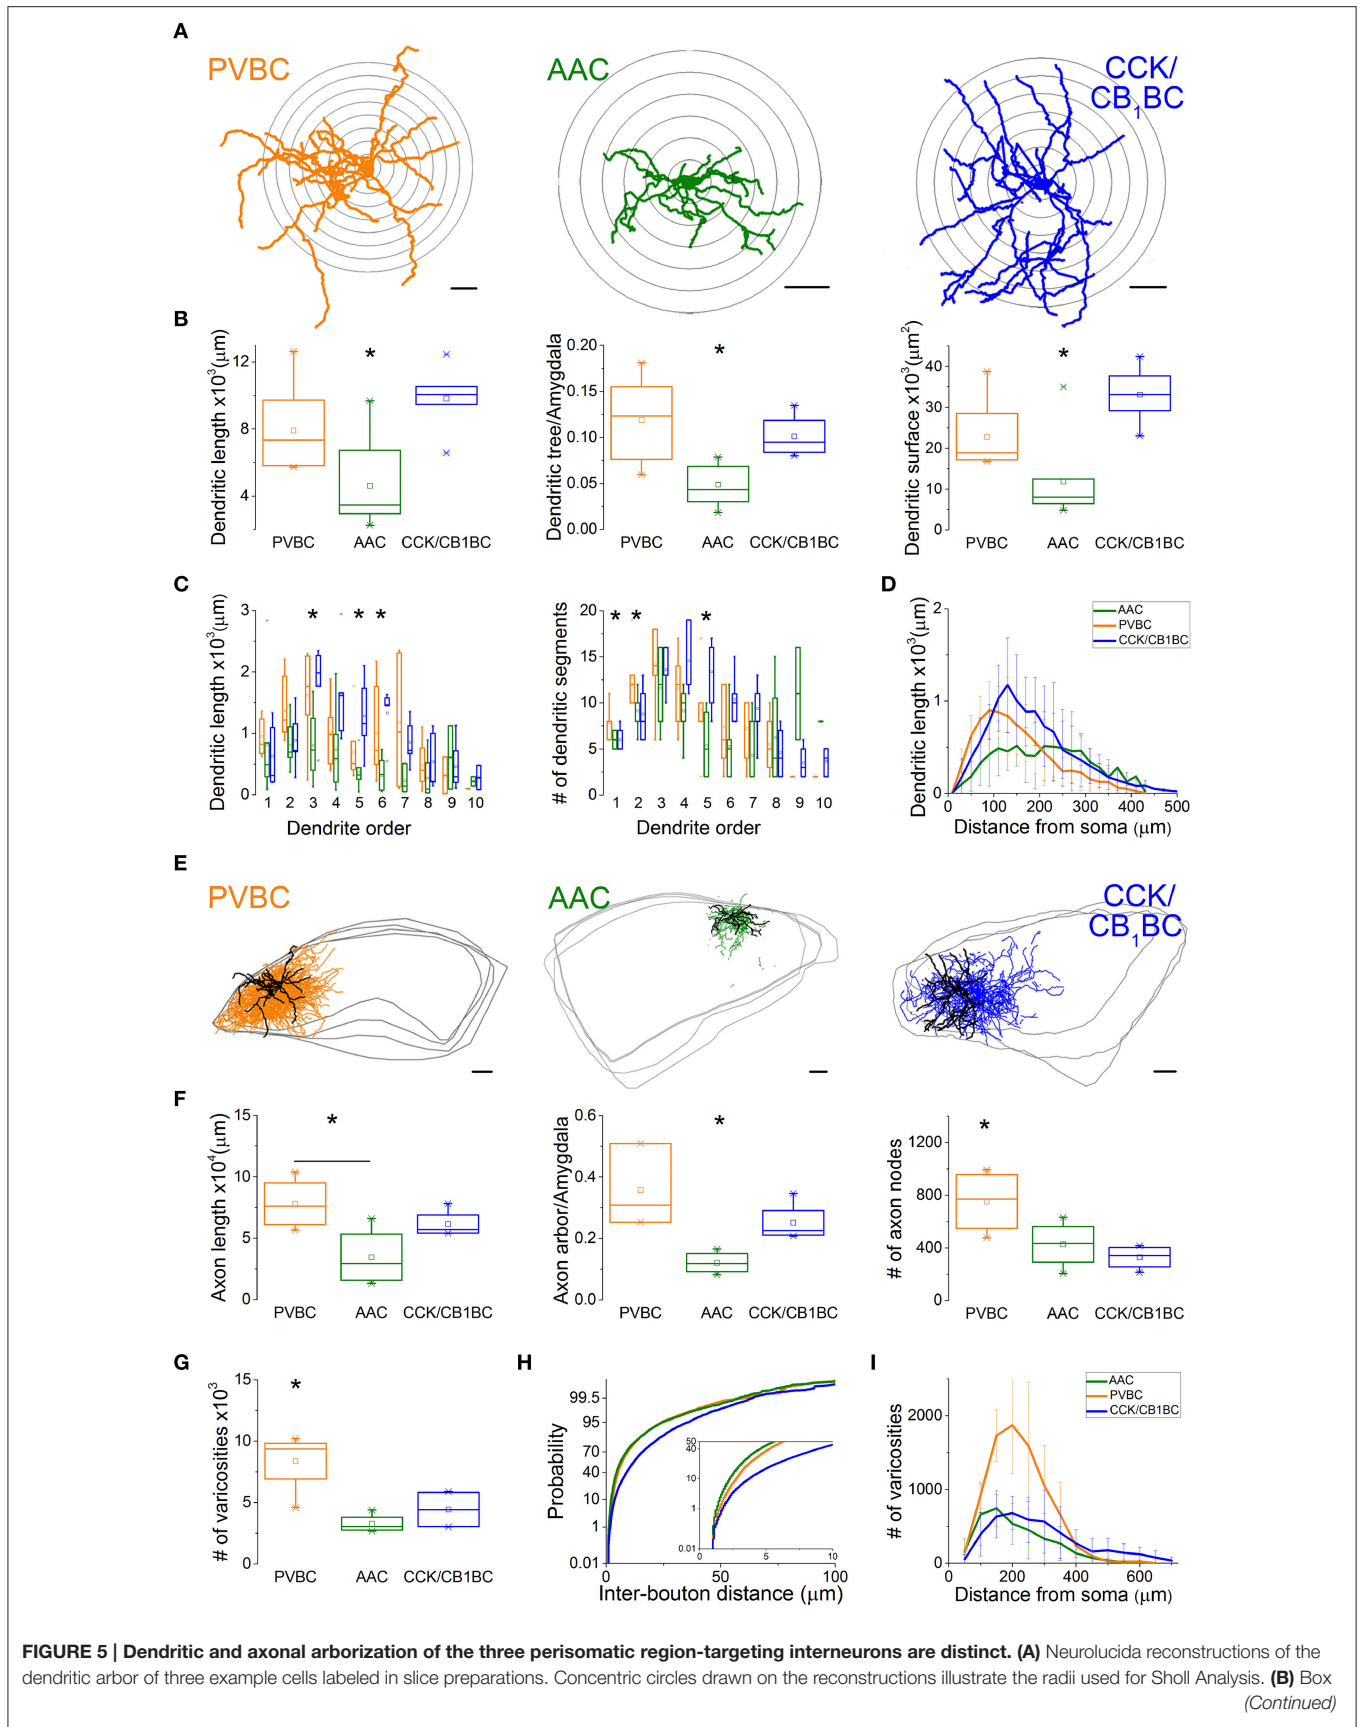 A
PVBC
AAC
CCK/
CB1BC
B
Dendritic length x10³(μm)
12
8
4
PVBC AAC CCK/CB1BC
*
Dendritic tree/Amygdala
0.20
0.15
0.10
0.05
0.00
PVBC AAC CCK/CB1BC
*
Dendritic surface x10³(μm²)
40
30
20
10
0
PVBC AAC CCK/CB1BC
*
C
Dendritic length x10³(μm)
3
2
1
0
* * *
1 2 3 4 5 6 7 8 9 10
Dendrite order
# of dendritic segments
20
15
10
5
0
* * *
1 2 3 4 5 6 7 8 9 10
Dendrite order
D
Dendritic length x10³(μm)
2
1
0
AAC
PVBC
CCK/CB1BC
0 100 200 300 400 500
Distance from soma (μm)
E
PVBC
AAC
CCK/
CB1BC
F
Axon length x10⁴(μm)
15
10
5
0
*
PVBC AAC CCK/CB1BC
Axon arbor/Amygdala
0.6
0.4
0.2
0.0
*
PVBC AAC CCK/CB1BC
# of axon nodes
1200
800
400
0
*
PVBC AAC CCK/CB1BC
G
# of varicosities x10³
15
10
5
0
*
PVBC AAC CCK/CB1BC
H
Probability
99.5
95
70
40
10
1
0.01
50
40
10
1
0.01
0 5 10
0 50 100
Inter-bouton distance (μm)
I
# of varicosities
2000
1000
0
AAC
PVBC
CCK/CB1BC
0 200 400 600
Distance from soma (μm)
FIGURE 5 | Dendritic and axonal arborization of the three perisomatic region-targeting interneurons are distinct. (A) Neurolucida reconstructions of the
dendritic arbor of three example cells labeled in slice preparations. Concentric circles drawn on the reconstructions illustrate the radii used for Sholl Analysis. (B) Box
(Continued)